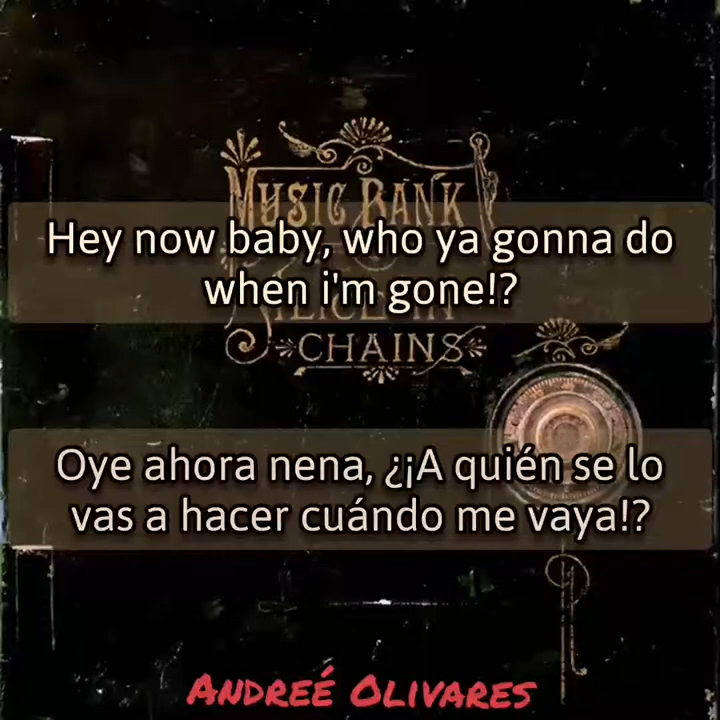 MUSIC BANK
Hey now baby, who ya gonna do
when i'm gone!?
CHAINS
Oye ahora nena, ¿¡A quién se lo
vas a hacer cuándo me vaya!?
ANDREÉ OLIVARES